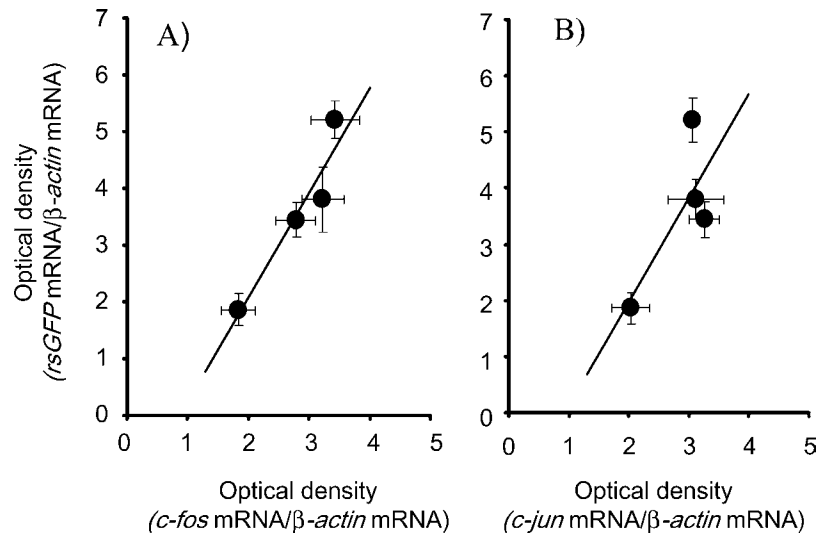 A)
B)
7
6
5
4
3
2
1
0
0 1 2 3 4 5
7
6
5
4
3
2
1
0
0 1 2 3 4 5
Optical density
(rsGFP mRNA/β-actin mRNA)
Optical density
(c-fos mRNA/β-actin mRNA)
Optical density
(c-jun mRNA/β-actin mRNA)